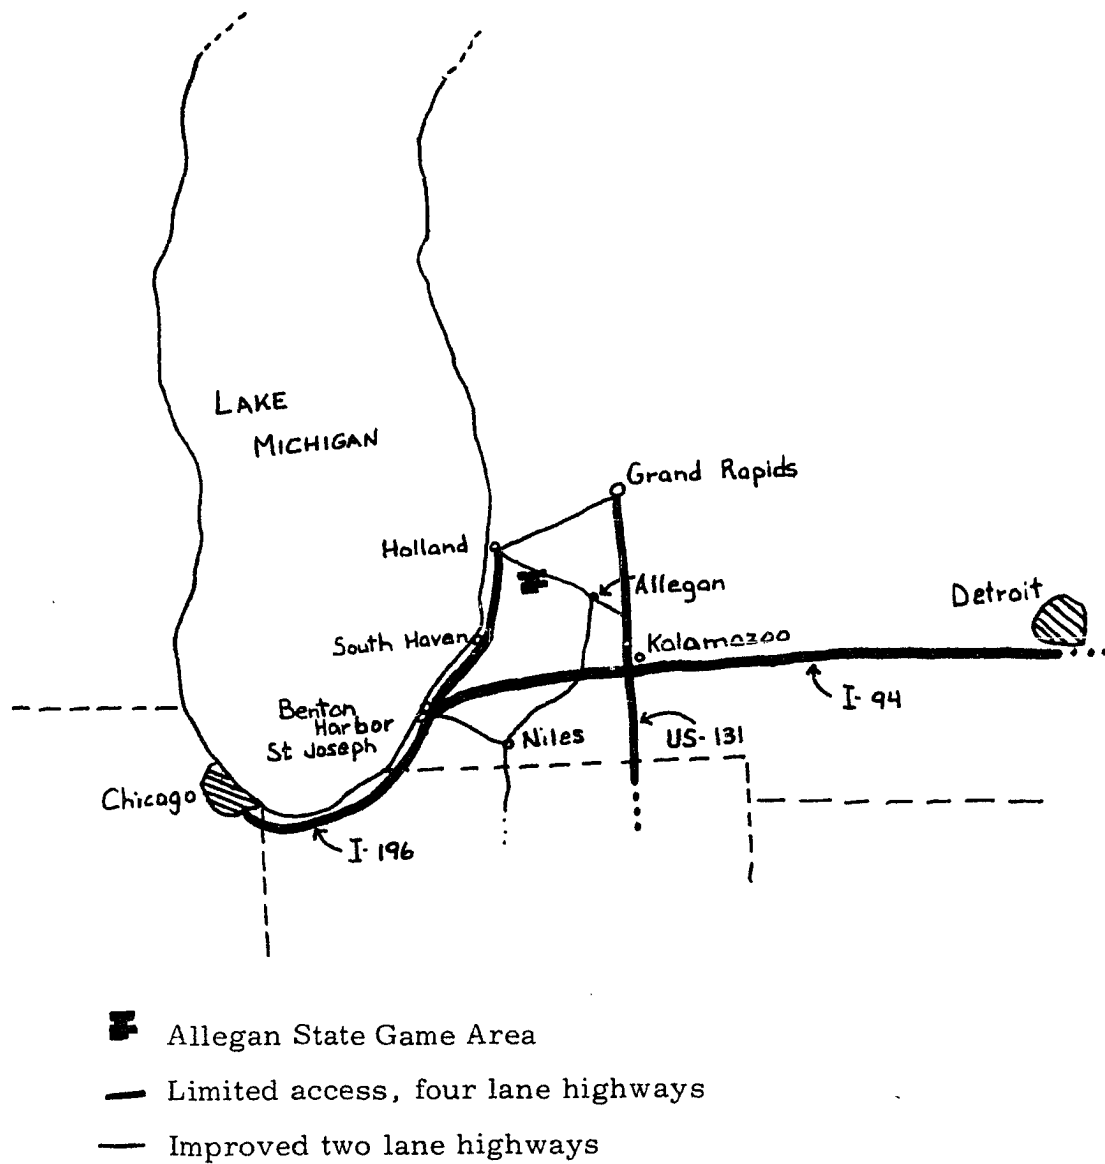 LAKE
MICHIGAN
Grand Rapids
Holland
Allegan
Detroit
South Haven
Kalamazoo
I-94
Benton
Harbor
St Joseph
Niles
US-131
Chicago
I-196
Allegan State Game Area
Limited access, four lane highways
Improved two lane highways